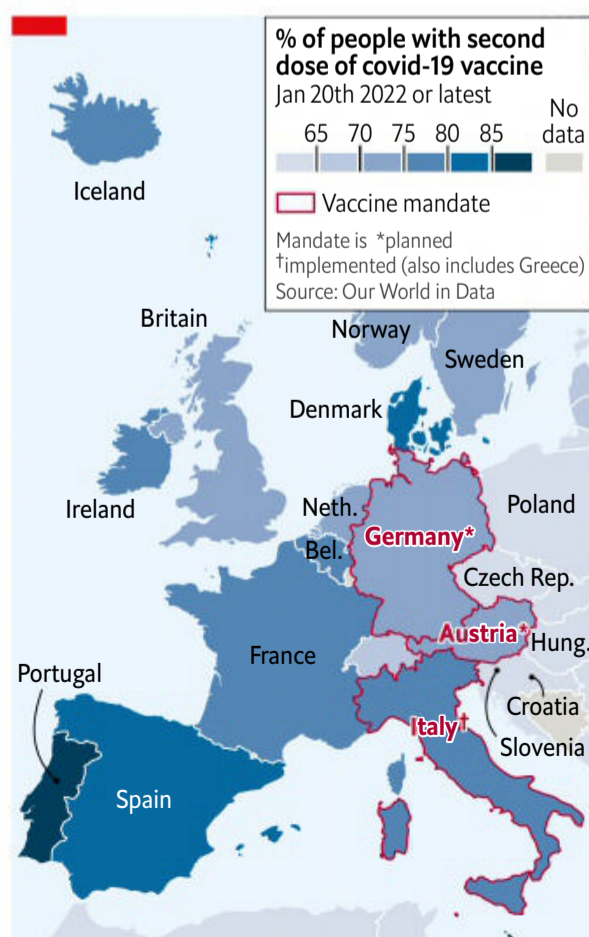 % of people with second
dose of covid-19 vaccine
Jan 20th 2022 or latest
No
data
65 70 75 80 85
Vaccine mandate
Mandate is *planned
†implemented (also includes Greece)
Source: Our World in Data
Iceland
Britain
Norway
Sweden
Denmark
Ireland
Neth.
Poland
Germany*
Bel.
Czech Rep.
Austria*
Hung.
France
Portugal
Croatia
Italy†
Slovenia
Spain